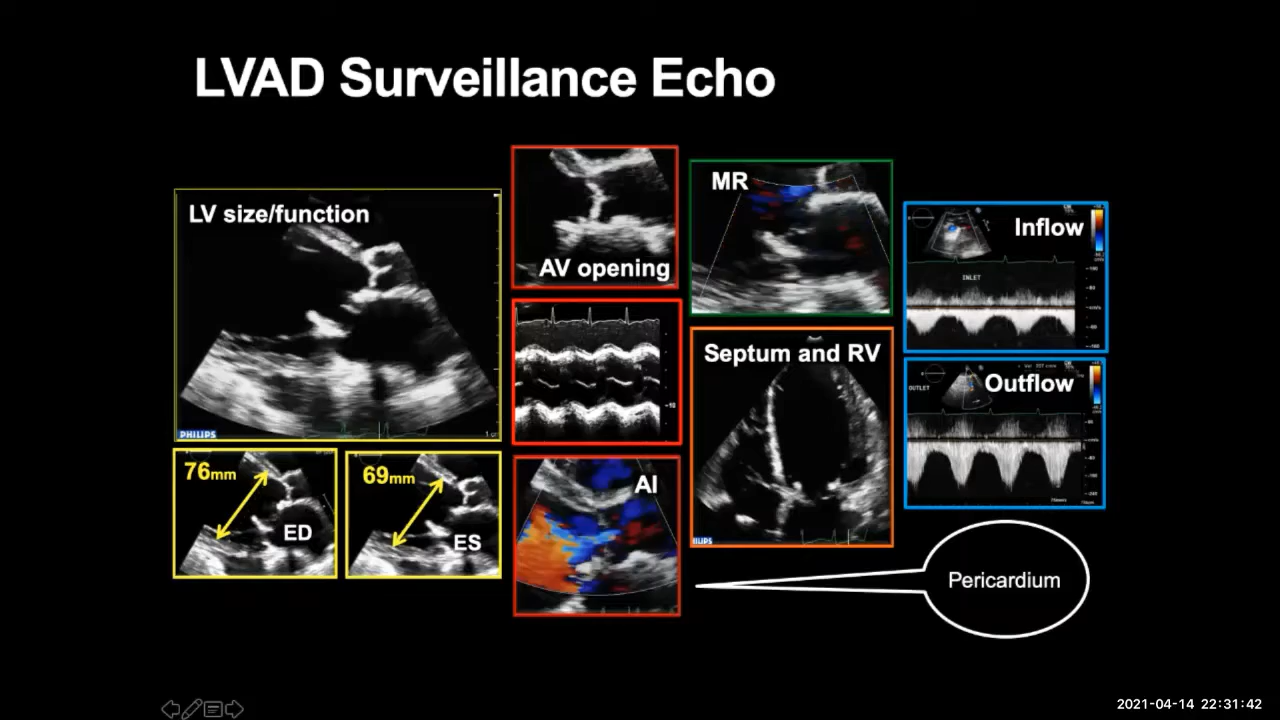 LVAD Surveillance Echo
LV size/function
PHILIPS
76mm
ED
69mm
ES
AV opening
AI
MR
Septum and RV
Inflow
INLET
Outflow
OUTLET
Pericardium
2021-04-14 22:31:42